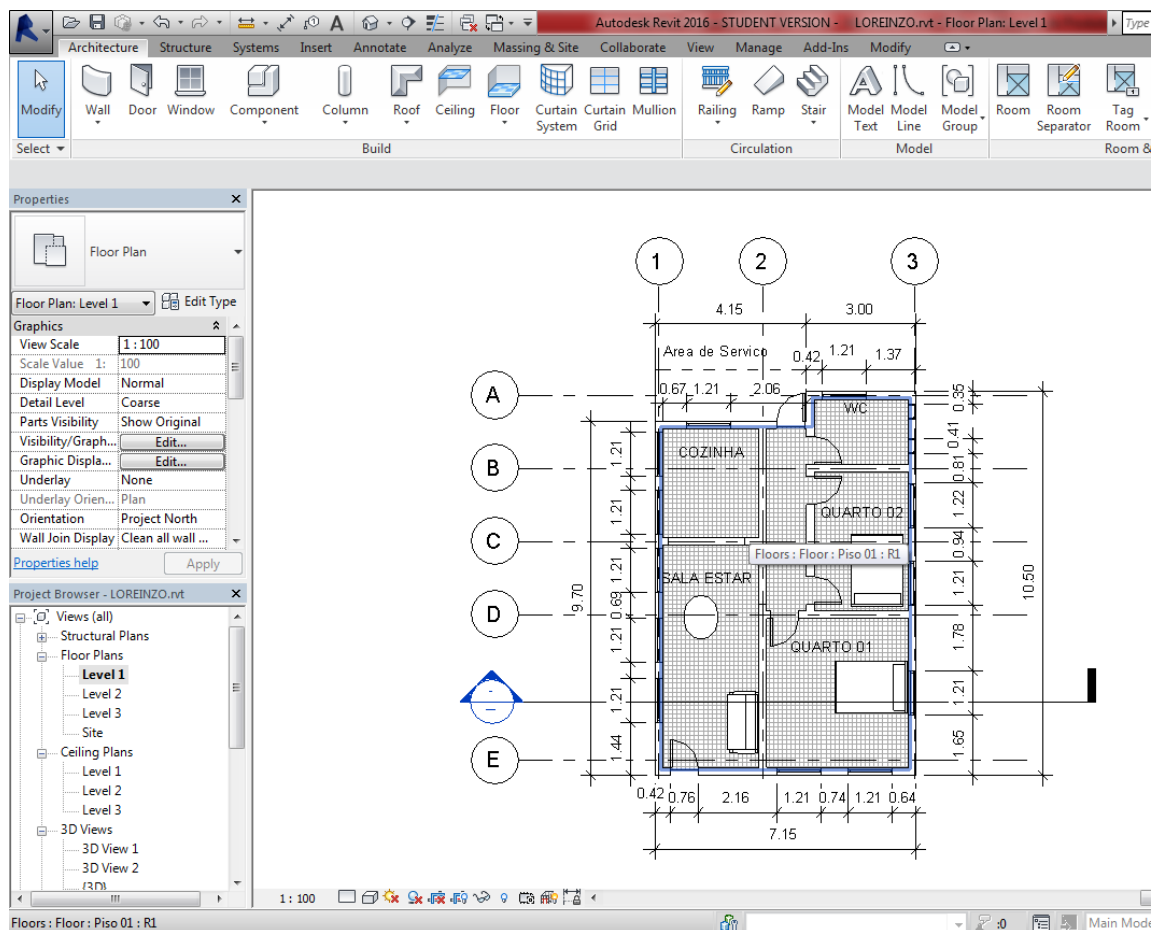 Autodesk Revit 2016 - STUDENT VERSION - LOREINZO.rvt - Floor Plan: Level 1
Type
Architecture Structure Systems Insert Annotate Analyze Massing & Site Collaborate View Manage Add-Ins Modify
Modify Wall Door Window Component Column Roof Ceiling Floor Curtain System Curtain Grid Mullion Railing Ramp Stair Model Text Model Line Model Group Room Room Separator Tag Room
Select Build Circulation Model Room &
Properties
Floor Plan
Floor Plan: Level 1 Edit Type
Graphics
View Scale 1 : 100
Scale Value 1: 100
Display Model Normal
Detail Level Coarse
Parts Visibility Show Original
Visibility/Graph... Edit...
Graphic Displa... Edit...
Underlay None
Underlay Orien... Plan
Orientation Project North
Wall Join Display Clean all wall ...
Properties help Apply
Project Browser - LOREINZO.rvt
Views (all)
Structural Plans
Floor Plans
Level 1
Level 2
Level 3
Site
Ceiling Plans
Level 1
Level 2
Level 3
3D Views
3D View 1
3D View 2
{3D}
1 2 3
4.15 3.00
Area de Servico 0.42 1.21 1.37
0.67 1.21 2.06
A
B
C
D
E
WC
COZINHA
QUARTO 02
Floors : Floor : Piso 01 : R1
SALA ESTAR
QUARTO 01
9.70
1.21
1.21
1.21
0.69
1.21
1.21
1.44
0.35
0.41
0.81
1.22
0.94
1.21
1.78
1.21
1.65
10.50
0.42 0.76 2.16 1.21 0.74 1.21 0.64
7.15
1 : 100
Floors : Floor : Piso 01 : R1
:0 Main Mode